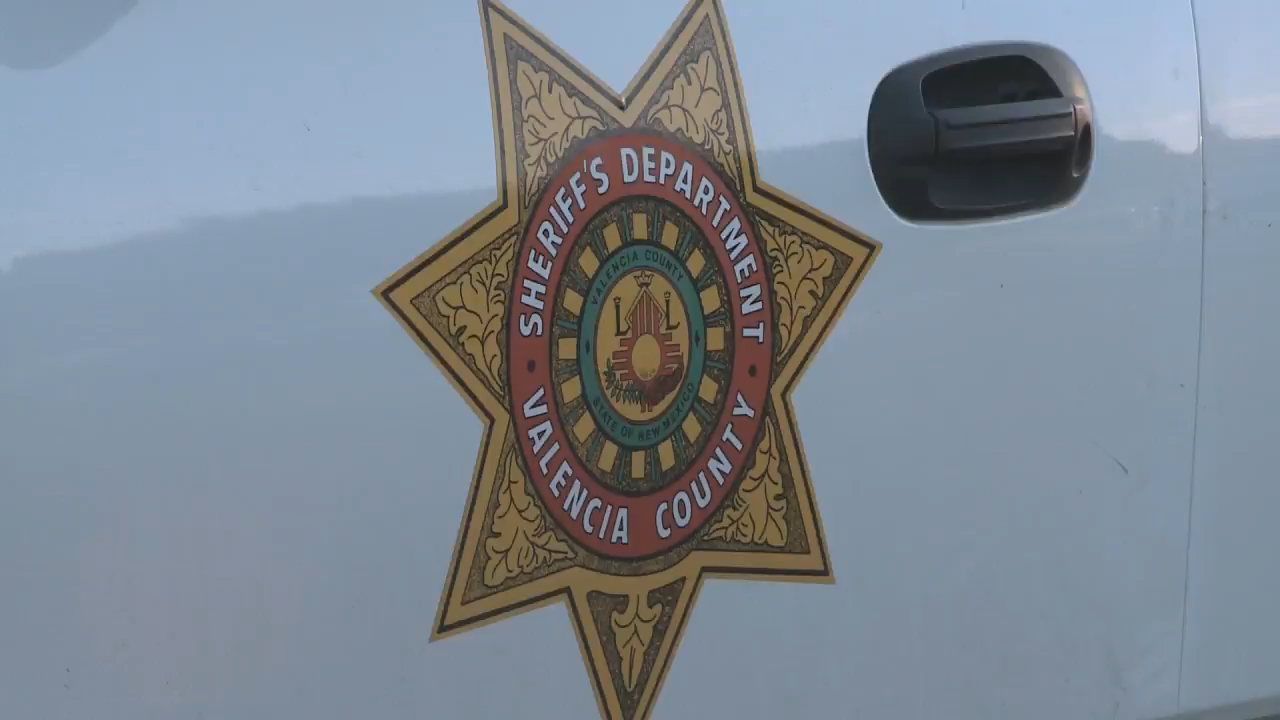 SHERIFF'S DEPARTMENT
VALENCIA COUNTY
VALENCIA COUNTY
L L
STATE OF NEW MEXICO